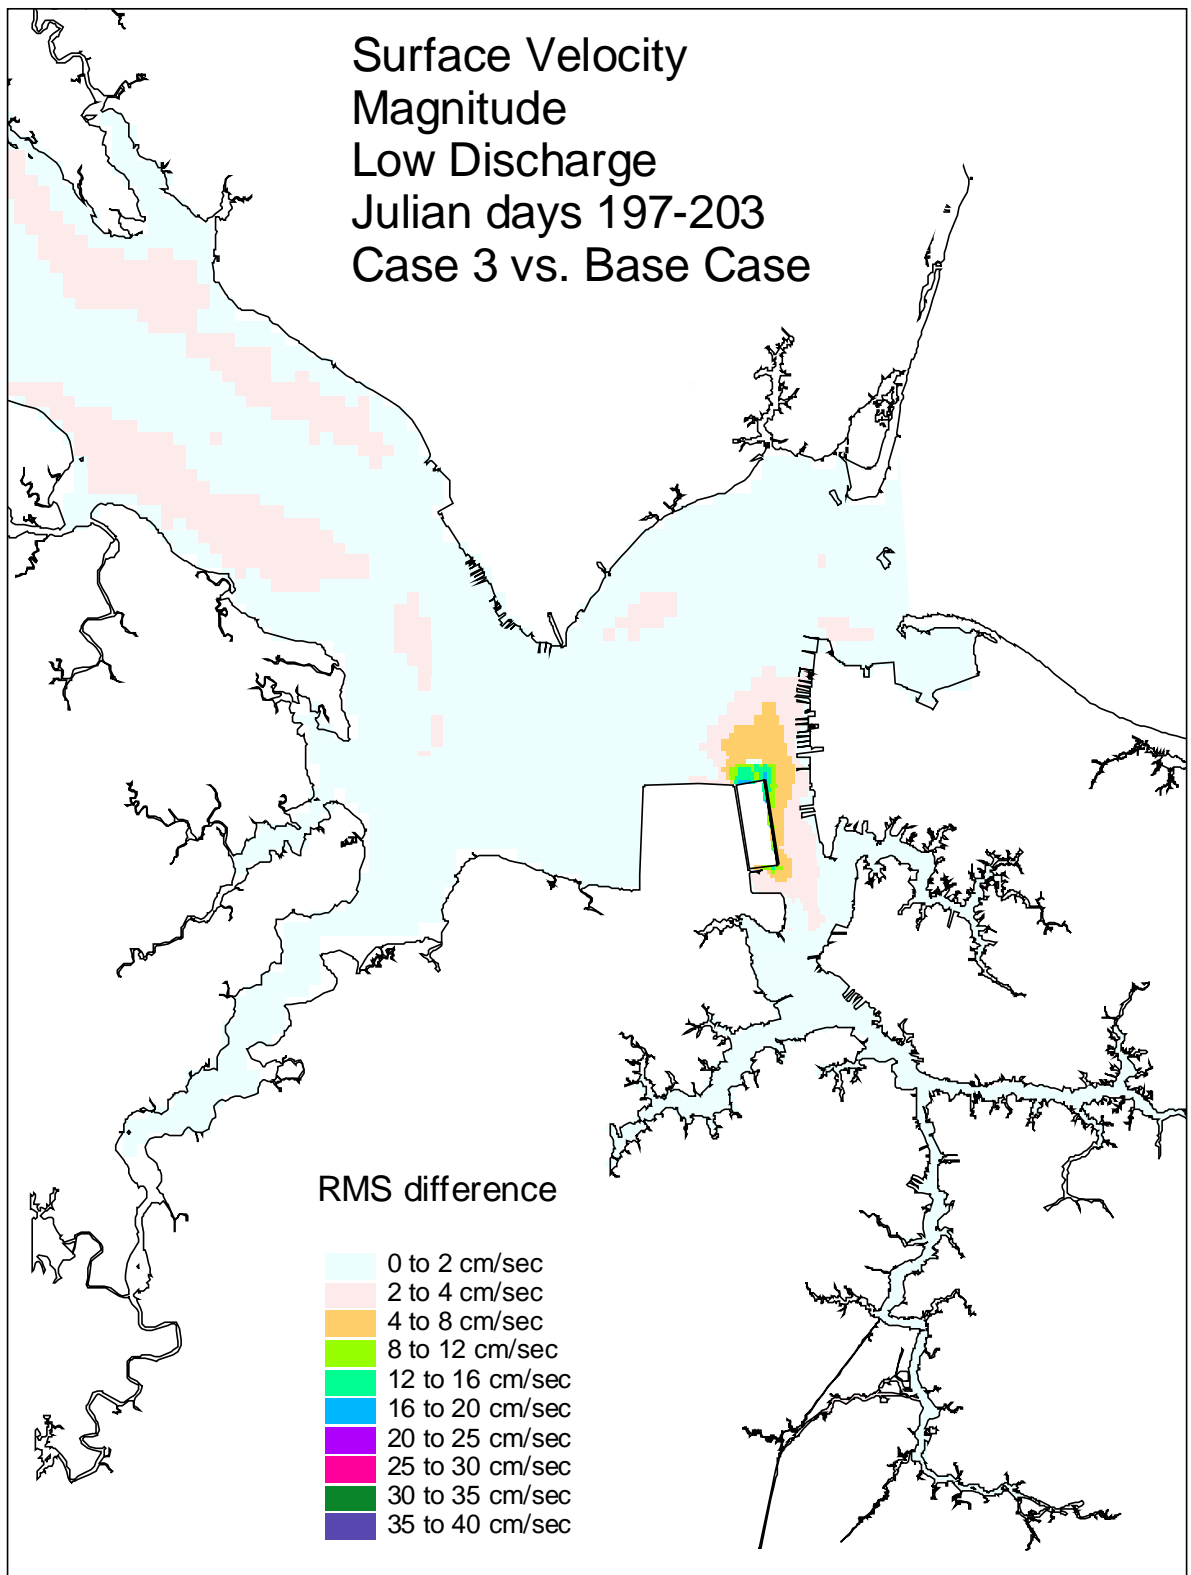 Surface Velocity
Magnitude
Low Discharge
Julian days 197-203
Case 3 vs. Base Case
RMS difference
0 to 2 cm/sec
2 to 4 cm/sec
4 to 8 cm/sec
8 to 12 cm/sec
12 to 16 cm/sec
16 to 20 cm/sec
20 to 25 cm/sec
25 to 30 cm/sec
30 to 35 cm/sec
35 to 40 cm/sec